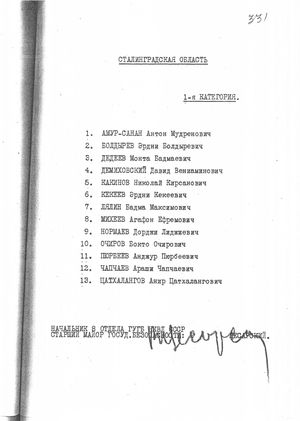 331
СТАЛИНГРАДСКАЯ ОБЛАСТЬ
1-я КАТЕГОРИЯ.
1. АМУР-САНАН Антон Мудренович
2. БОЛДЫРЕВ Эрдни Болдыревич
3. ДЕДЕЕВ Мокта Бадмаевич
4. ДЕМИХОВСКИЙ Давид Вениаминович
5. КАНИНОВ Николай Кирсанович
6. КЕКЕЕВ Эрдни Кекеевич
7. ЛЯЛИН Бадма Максимович
8. МИХЕЕВ Агафон Ефремович
9. НОРМАЕВ Дорджи Лиджиевич
10. ОЧИРОВ Бокто Очирович
11. ПЮРБЕЕВ Анджур Пюрбеевич
12. ЧАПЧАЕВ Араши Чапчаевич
13. ЦАТХАЛАНГОВ Анир Цатхалангович
НАЧАЛЬНИК 8 ОТДЕЛА ГУГБ НКВД СССР
СТАРШИЙ МАЙОР ГОСУД.БЕЗОПАСНОСТИ: